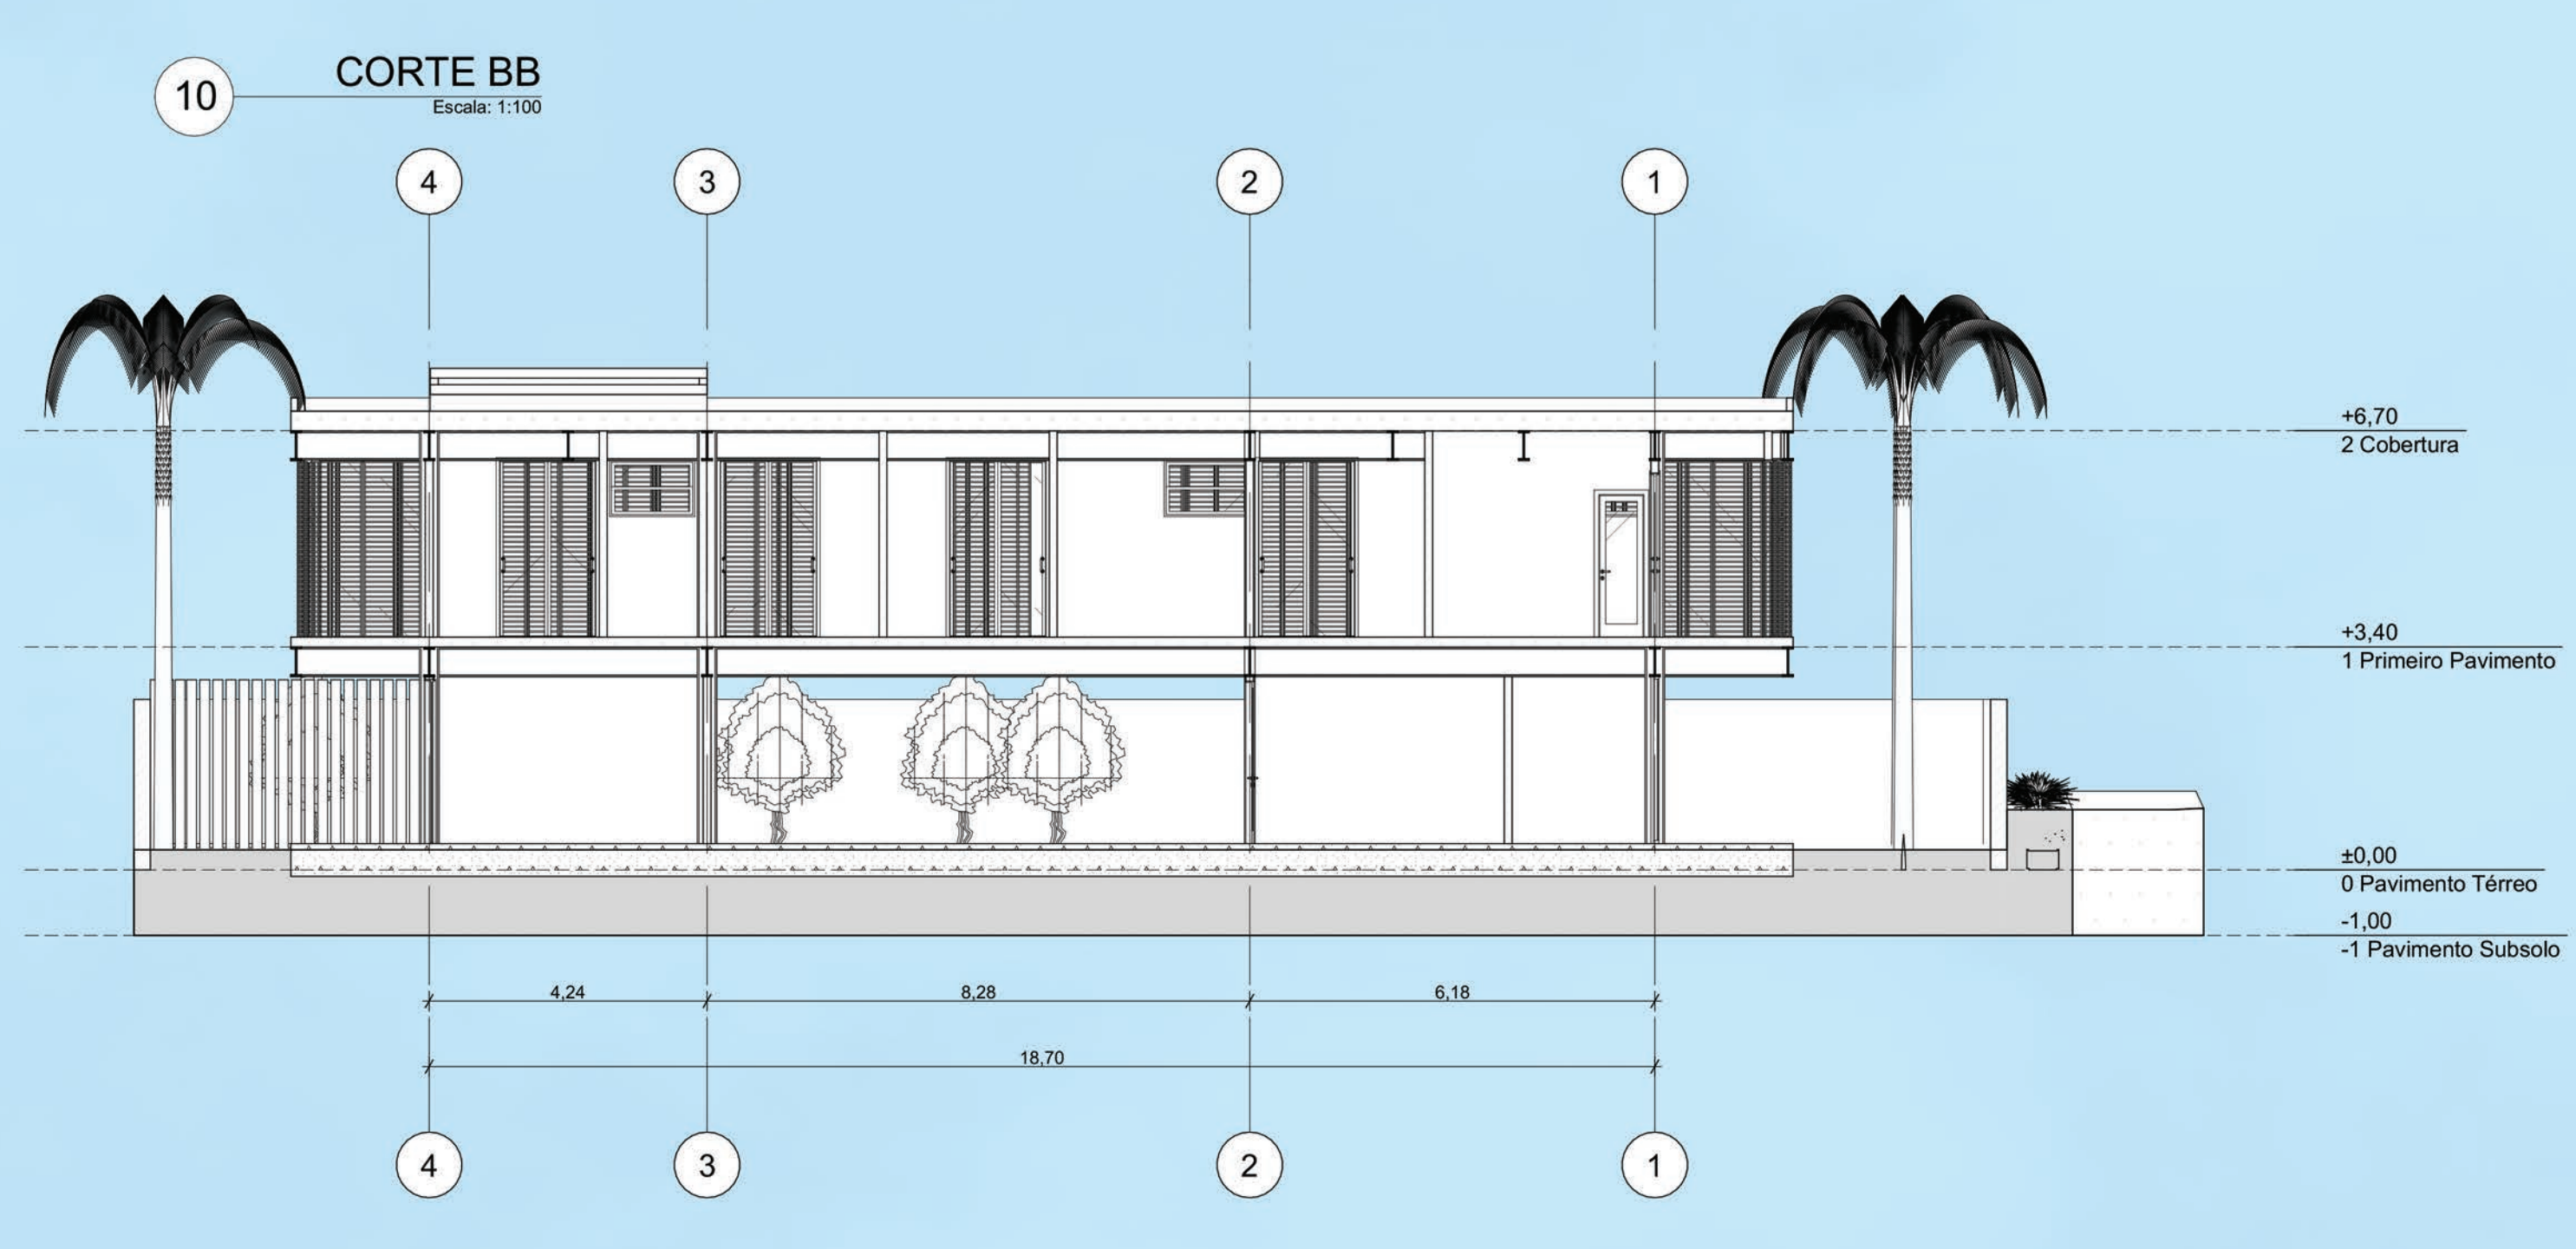 10
CORTE BB
Escala: 1:100
4
3
2
1
+6,70
2 Cobertura
+3,40
1 Primeiro Pavimento
±0,00
0 Pavimento Térreo
-1,00
-1 Pavimento Subsolo
4,24
8,28
6,18
18,70
4
3
2
1